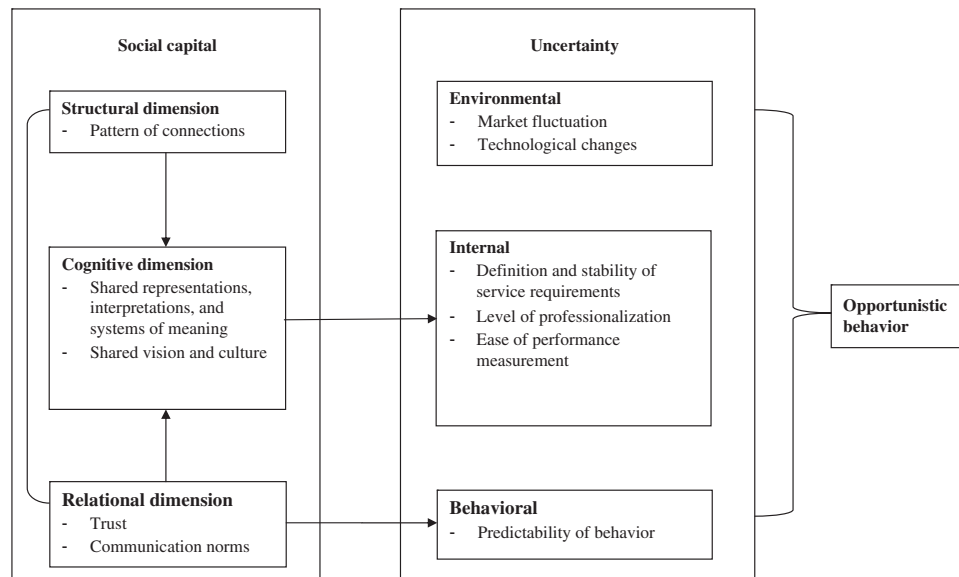 Social capital
Structural dimension
- Pattern of connections
Cognitive dimension
- Shared representations,
interpretations, and
systems of meaning
- Shared vision and culture
Relational dimension
- Trust
- Communication norms
Uncertainty
Environmental
- Market fluctuation
- Technological changes
Internal
- Definition and stability of
service requirements
- Level of professionalization
- Ease of performance
measurement
Behavioral
- Predictability of behavior
Opportunistic
behavior